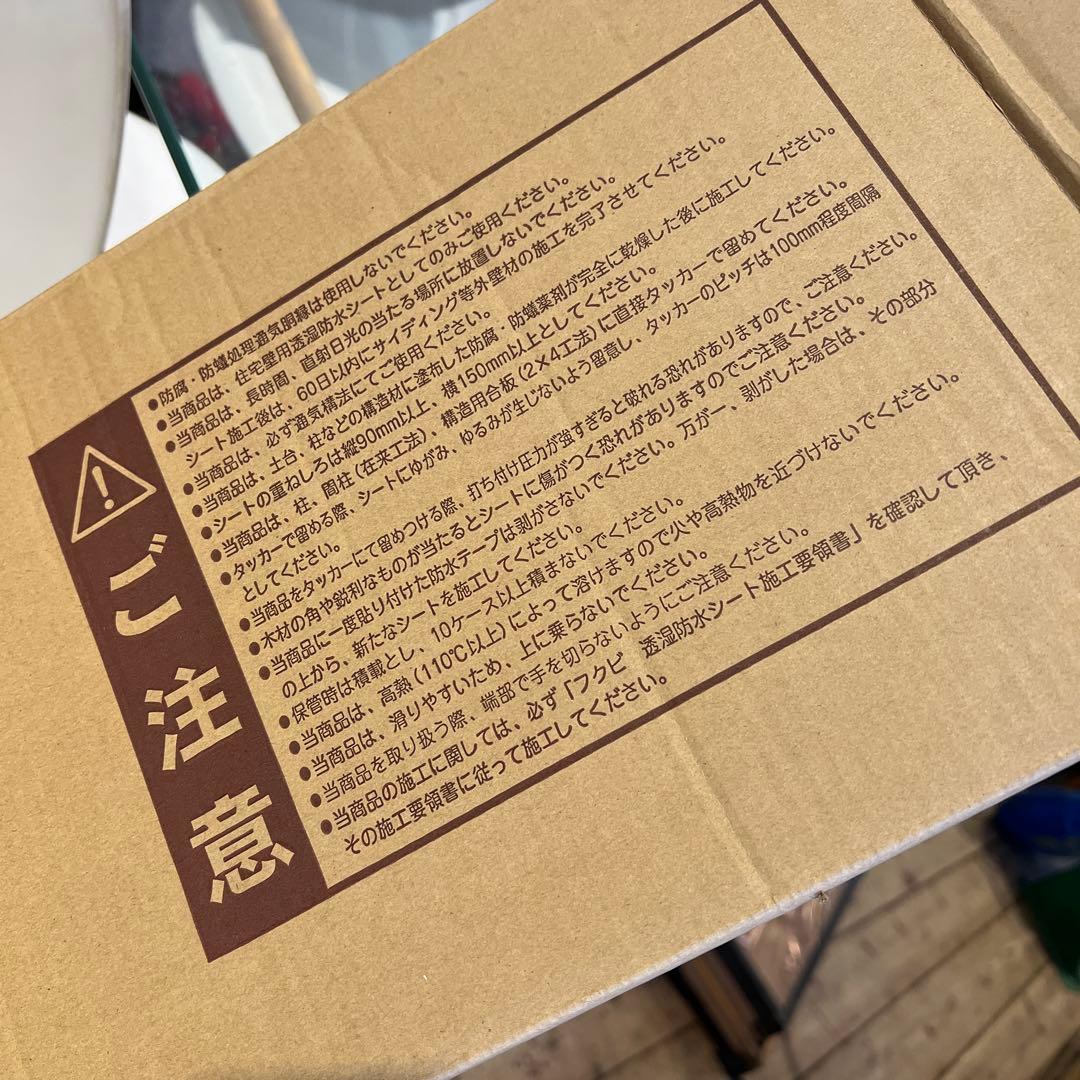 ご注意
●防腐・防蟻処理通気胴縁は使用しないでください。
●当商品は、住宅壁用透湿防水シートとしてのみご使用ください。
●当商品は、長時間、直射日光の当たる場所に放置しないでください。
シート施工後は、60日以内にサイディング等外壁材の施工を完了させてください。
●当商品は、必ず通気構法にてご使用ください。
●当商品は、土台、柱などの構造材に塗布した防腐・防蟻薬剤が完全に乾燥した後に施工してください。
●シートの重ねしろは縦90mm以上、横150mm以上としてください。
●当商品は、柱、間柱(在来工法)、構造用合板(2×4工法)に直接タッカーで留めてください。
●タッカーで留める際、シートにゆがみ、ゆるみが生じないよう留意し、タッカーのピッチは100mm程度間隔
としてください。
●当商品をタッカーにて留めつける際、打ち付け圧力が強すぎると破れる恐れがありますので、ご注意ください。
●木材の角や鋭利なものが当たるとシートに傷がつく恐れがありますのでご注意ください。
●当商品に一度貼り付けた防水テープは剥がさないでください。万が一、剥がした場合は、その部分
の上から、新たなシートを施工してください。
●保管時は積載とし、10ケース以上積まないでください。
●当商品は、高熱(110℃以上)によって溶けますので火や高熱物を近づけないでください。
●当商品は、滑りやすいため、上に乗らないでください。
●当商品を取り扱う際、端部で手を切らないようにご注意ください。
●当商品の施工に関しては、必ず「フクビ 透湿防水シート施工要領書」を確認して頂き、
その施工要領書に従って施工してください。